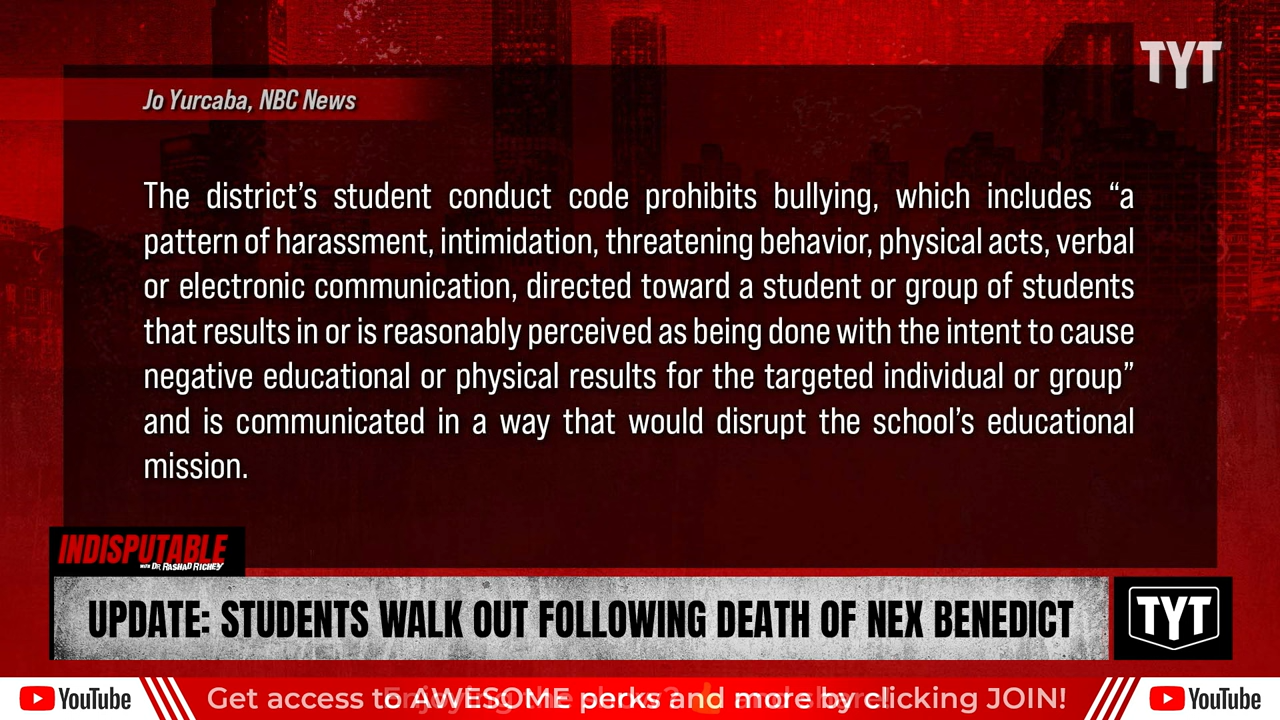 TYT
Jo Yurcaba, NBC News
The district’s student conduct code prohibits bullying, which includes “a
pattern of harassment, intimidation, threatening behavior, physical acts, verbal
or electronic communication, directed toward a student or group of students
that results in or is reasonably perceived as being done with the intent to cause
negative educational or physical results for the targeted individual or group”
and is communicated in a way that would disrupt the school’s educational
mission.
INDISPUTABLE
WITH DR. RASHAD RICHEY
UPDATE: STUDENTS WALK OUT FOLLOWING DEATH OF NEX BENEDICT
TYT
YouTube
Get access to AWESOME perks and more by clicking JOIN!
YouTube